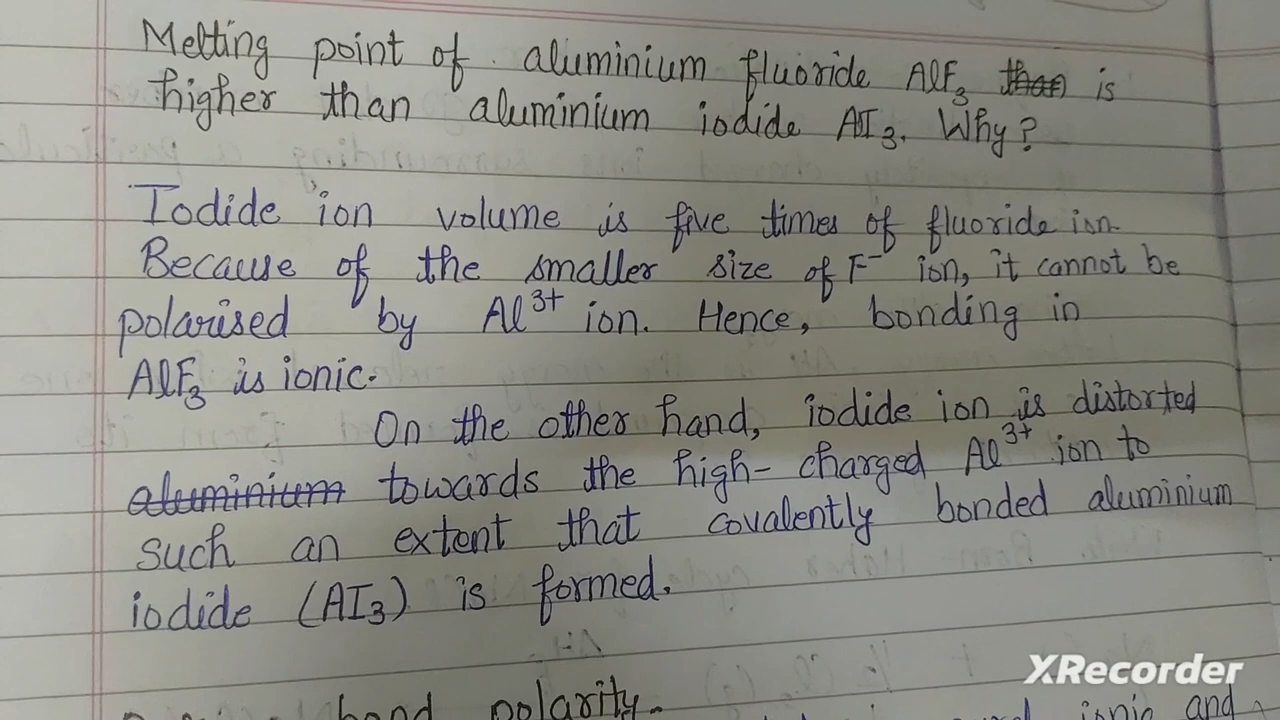 Melting point of aluminium fluoride AlF₃ than is
higher than aluminium iodide AI₃. Why?
Iodide ion volume is five times of fluoride ion.
Because of the smaller size of F⁻ ion, it cannot be
polarised by Al³⁺ ion. Hence, bonding in
AlF₃ is ionic.
On the other hand, iodide ion is distorted
aluminium towards the high-charged Al³⁺ ion to
such an extent that covalently bonded aluminium
iodide (AI₃) is formed.
XRecorder
bond polarity.
ionic and